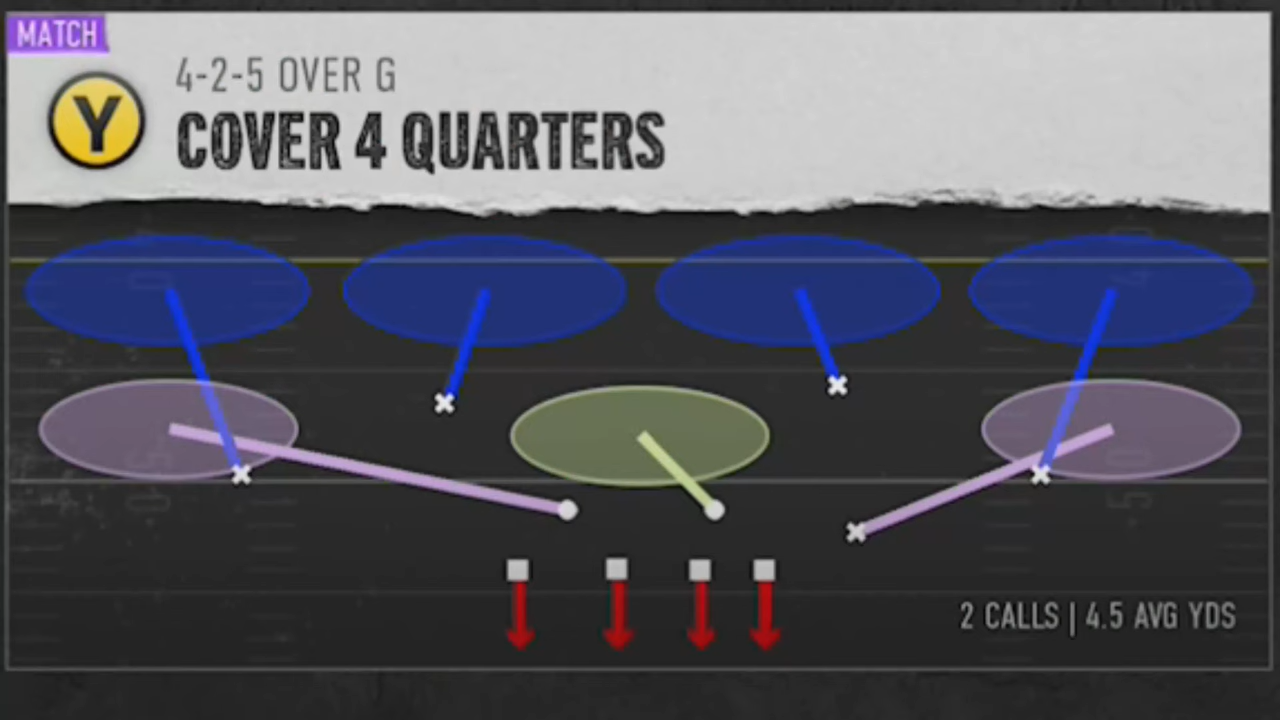 MATCH
Y
4-2-5 OVER G
COVER 4 QUARTERS
2 CALLS | 4.5 AVG YDS